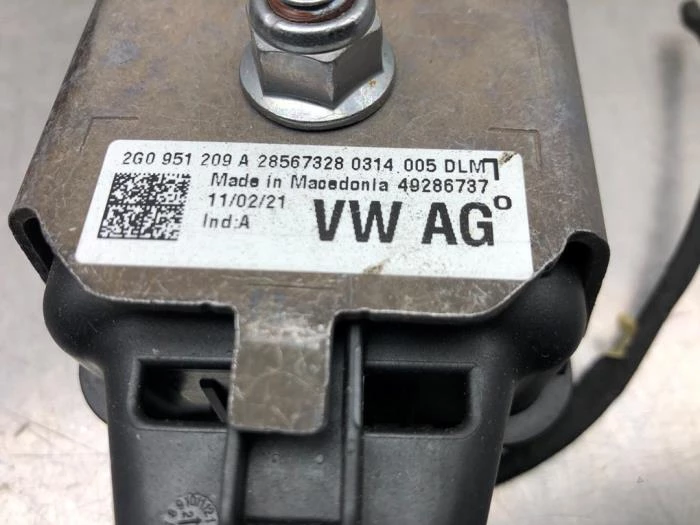 2G0 951 209 A 28567328 0314 005 DLM
Made in Macedonia 49286737
11/02/21
Ind:A
VW AG